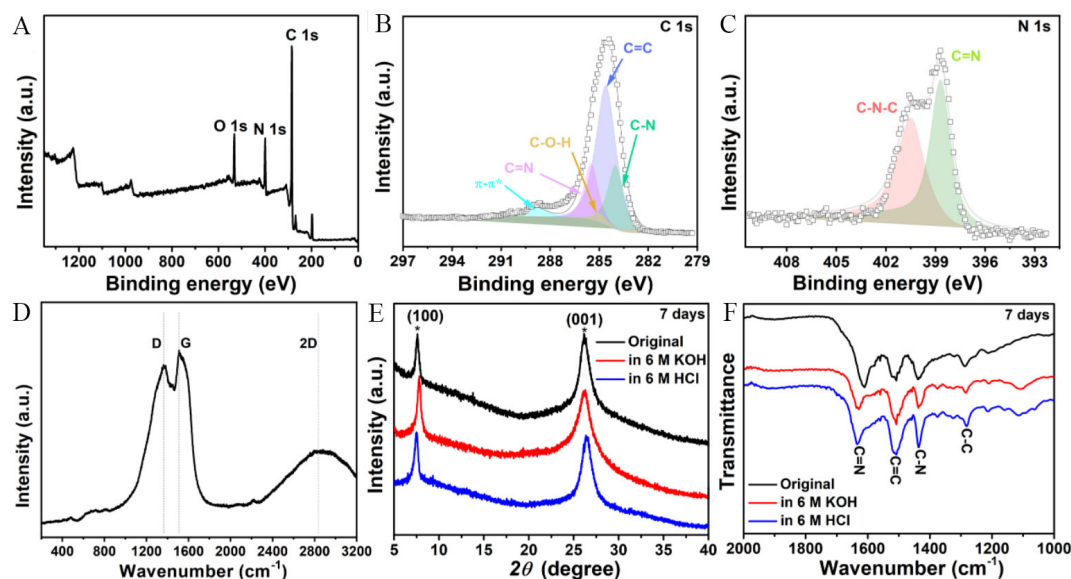 A
C 1s
O 1s N 1s
Intensity (a.u.)
1200 1000 800 600 400 200 0
Binding energy (eV)
B
C 1s
C=C
C-O-H
C-N
C=N
π-π*
Intensity (a.u.)
297 294 291 288 285 282 279
Binding energy (eV)
C
N 1s
C=N
C-N-C
Intensity (a.u.)
408 405 402 399 396 393
Binding energy (eV)
D
D G 2D
Intensity (a.u.)
400 1200 1600 2000 2400 3200
Wavenumber (cm-1)
E
7 days
(100) (001)
* *
Original
in 6 M KOH
in 6 M HCl
Intensity (a.u.)
5 10 15 20 25 30 35 40
2θ (degree)
F
7 days
C=N
C=C
C-N
C-C
Original
in 6 M KOH
in 6 M HCl
Transmittance
2000 1800 1600 1400 1200 1000
Wavenumber (cm-1)